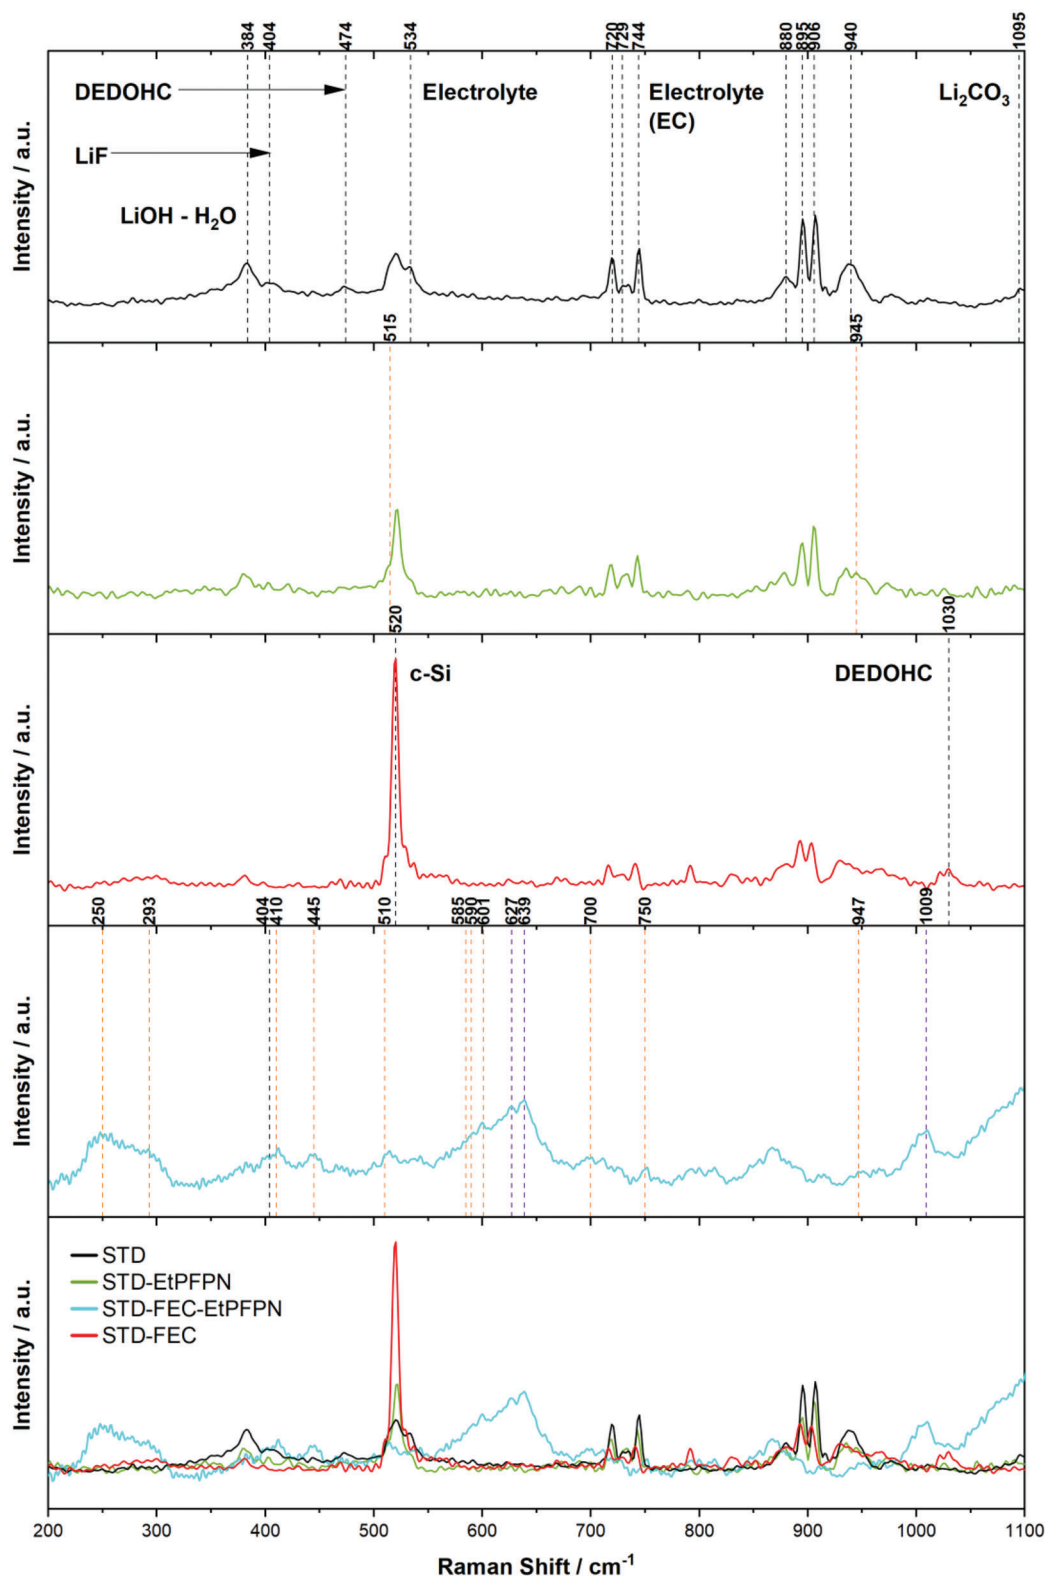 384 404 474 534 720 729 744 880 895 906 940 1095
DEDOHC Electrolyte Electrolyte (EC) Li₂CO₃
LiF
LiOH - H₂O
Intensity / a.u.
515 945
Intensity / a.u.
520 1030
c-Si DEDOHC
Intensity / a.u.
250 293 404 410 445 510 585 590 601 627 639 700 750 947 1009
Intensity / a.u.
STD
STD-EtPFPN
STD-FEC-EtPFPN
STD-FEC
Intensity / a.u.
200 300 400 500 600 700 800 900 1000 1100
Raman Shift / cm⁻¹